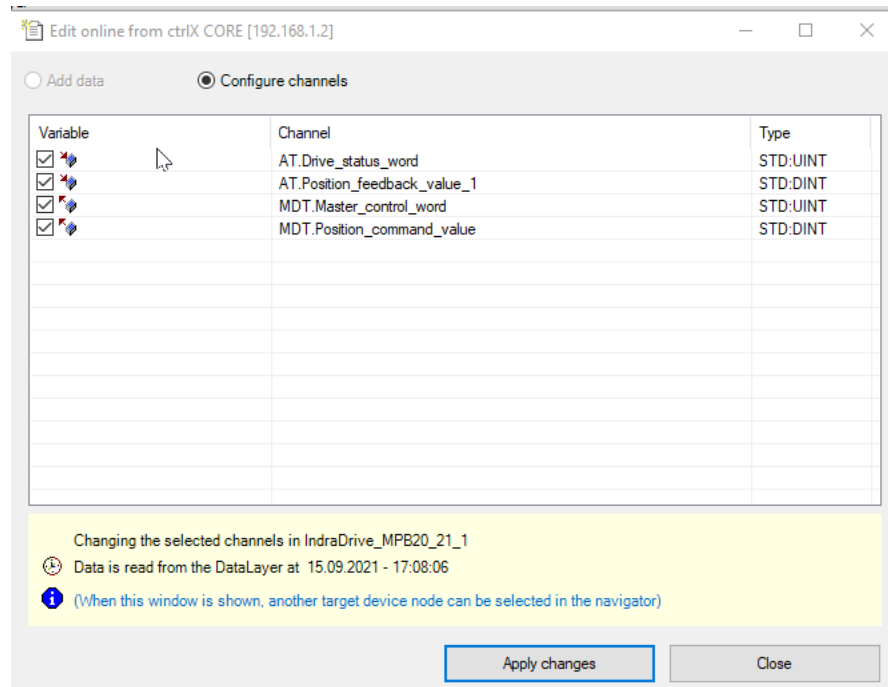 Edit online from ctrlX CORE [192.168.1.2]
Add data Configure channels
Variable Channel Type
AT.Drive_status_word STD:UINT
AT.Position_feedback_value_1 STD:DINT
MDT.Master_control_word STD:UINT
MDT.Position_command_value STD:DINT
Changing the selected channels in IndraDrive_MPB20_21_1
Data is read from the DataLayer at 15.09.2021 - 17:08:06
(When this window is shown, another target device node can be selected in the navigator)
Apply changes Close